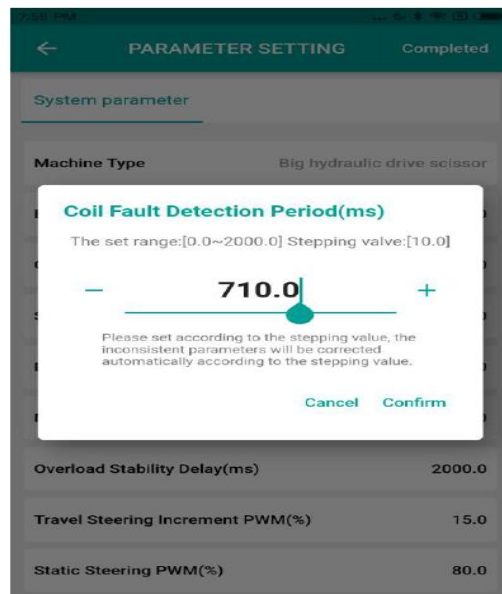 7:58 PM
PARAMETER SETTING Completed
System parameter
Machine Type Big hydraulic drive scissor
Coil Fault Detection Period(ms)
The set range:[0.0~2000.0] Stepping valve:[10.0]
− 710.0 +
Please set according to the stepping value, the
inconsistent parameters will be corrected
automatically according to the stepping value.
Cancel Confirm
Overload Stability Delay(ms) 2000.0
Travel Steering Increment PWM(%) 15.0
Static Steering PWM(%) 80.0